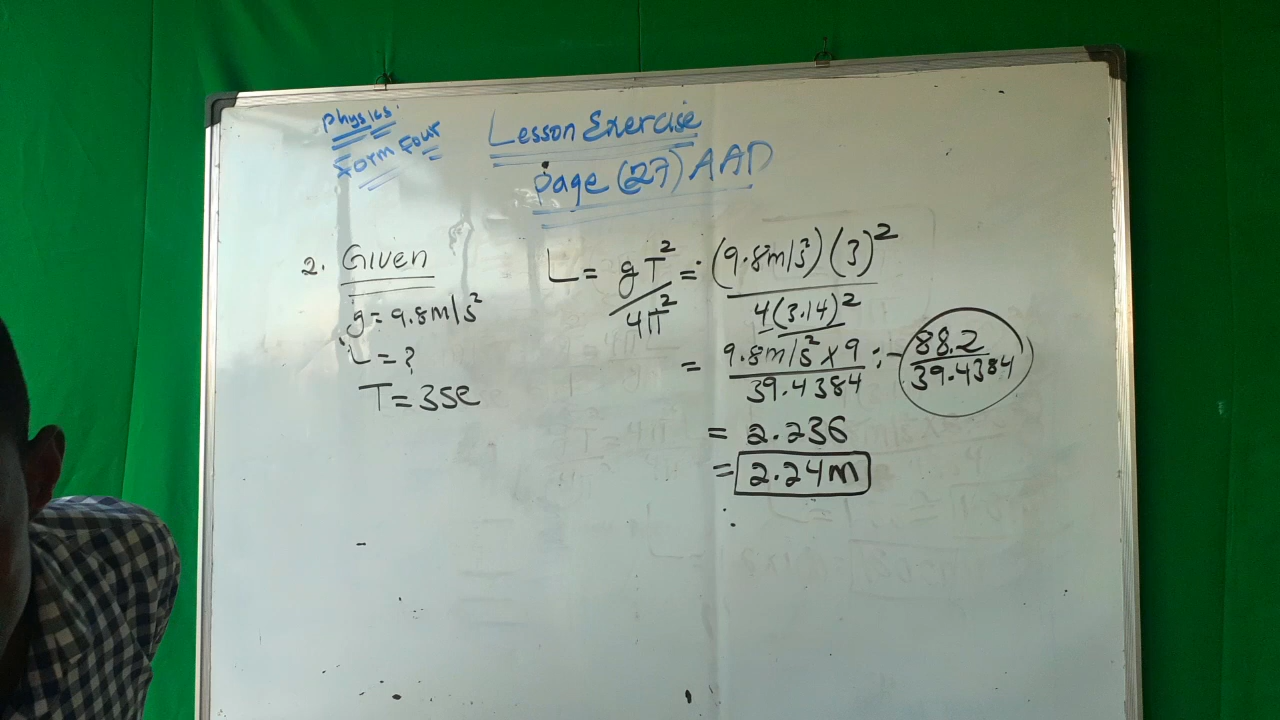 Physics
Form Four
Lesson Exercise
page (27) AAD
2. Given
g = 9.8m/s²
L = ?
T = 3se
L = gT²/4π² = (9.8m/s²)(3)²/4(3.14)²
= 9.8m/s² x 9/39.4384 = 88.2/39.4384
= 2.236
= 2.24m